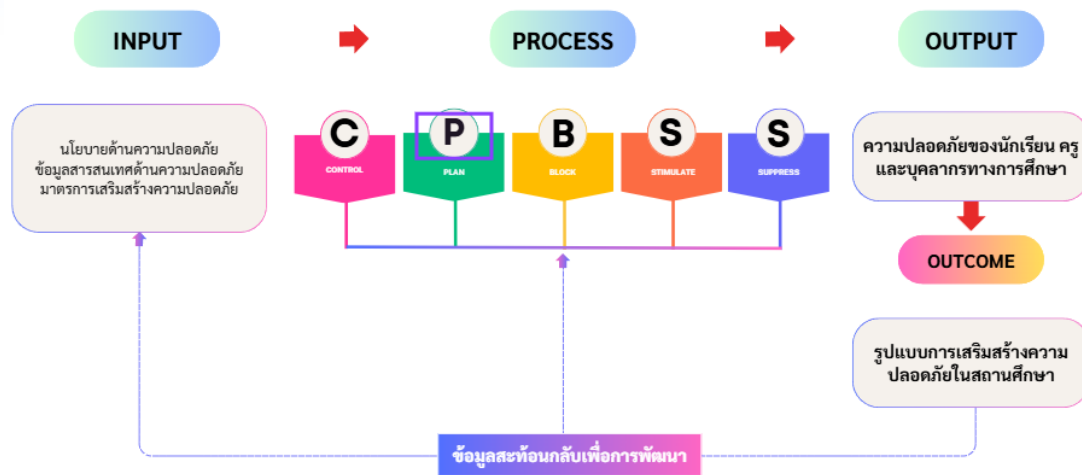 INPUT
PROCESS
OUTPUT
นโยบายด้านความปลอดภัย
ข้อมูลสารสนเทศด้านความปลอดภัย
มาตรการเสริมสร้างความปลอดภัย
C
CONTROL
P
PLAN
B
BLOCK
S
STIMULATE
S
SUPPRESS
ความปลอดภัยของนักเรียน ครู
และบุคลากรทางการศึกษา
OUTCOME
รูปแบบการเสริมสร้างความ
ปลอดภัยในสถานศึกษา
ข้อมูลสะท้อนกลับเพื่อการพัฒนา